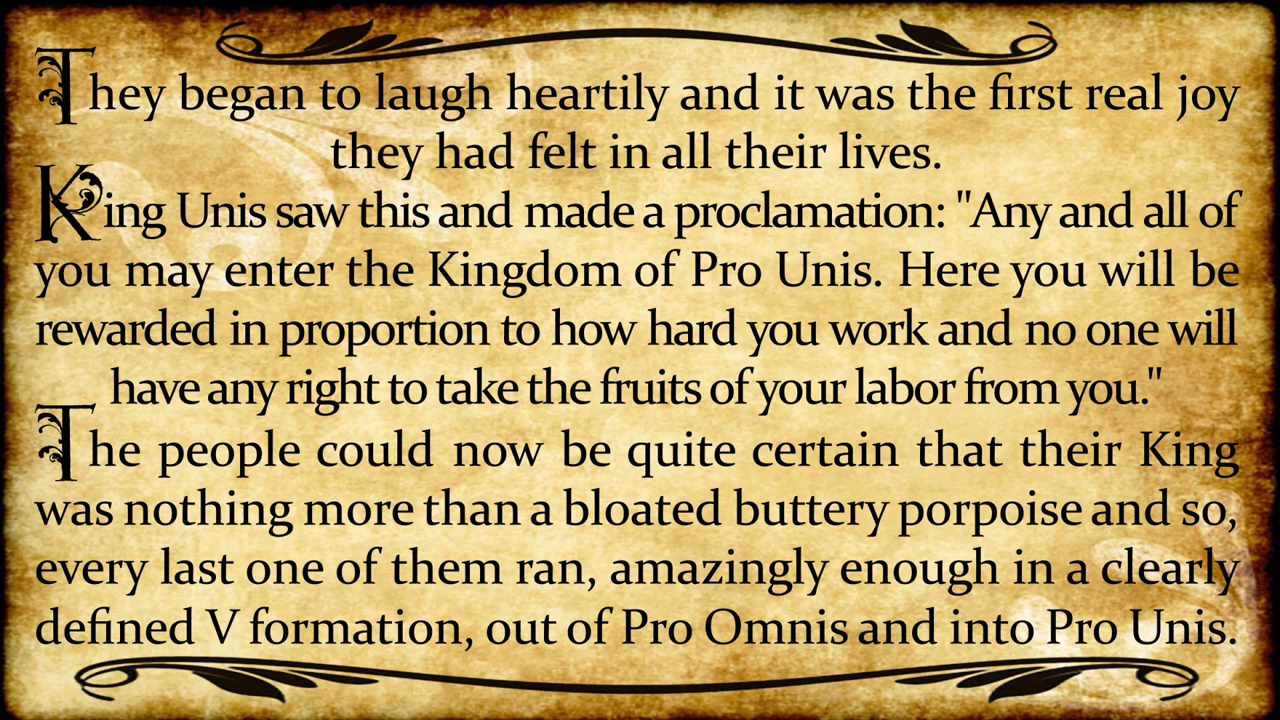 They began to laugh heartily and it was the first real joy
they had felt in all their lives.
King Unis saw this and made a proclamation: "Any and all of
you may enter the Kingdom of Pro Unis. Here you will be
rewarded in proportion to how hard you work and no one will
have any right to take the fruits of your labor from you."
The people could now be quite certain that their King
was nothing more than a bloated buttery porpoise and so,
every last one of them ran, amazingly enough in a clearly
defined V formation, out of Pro Omnis and into Pro Unis.